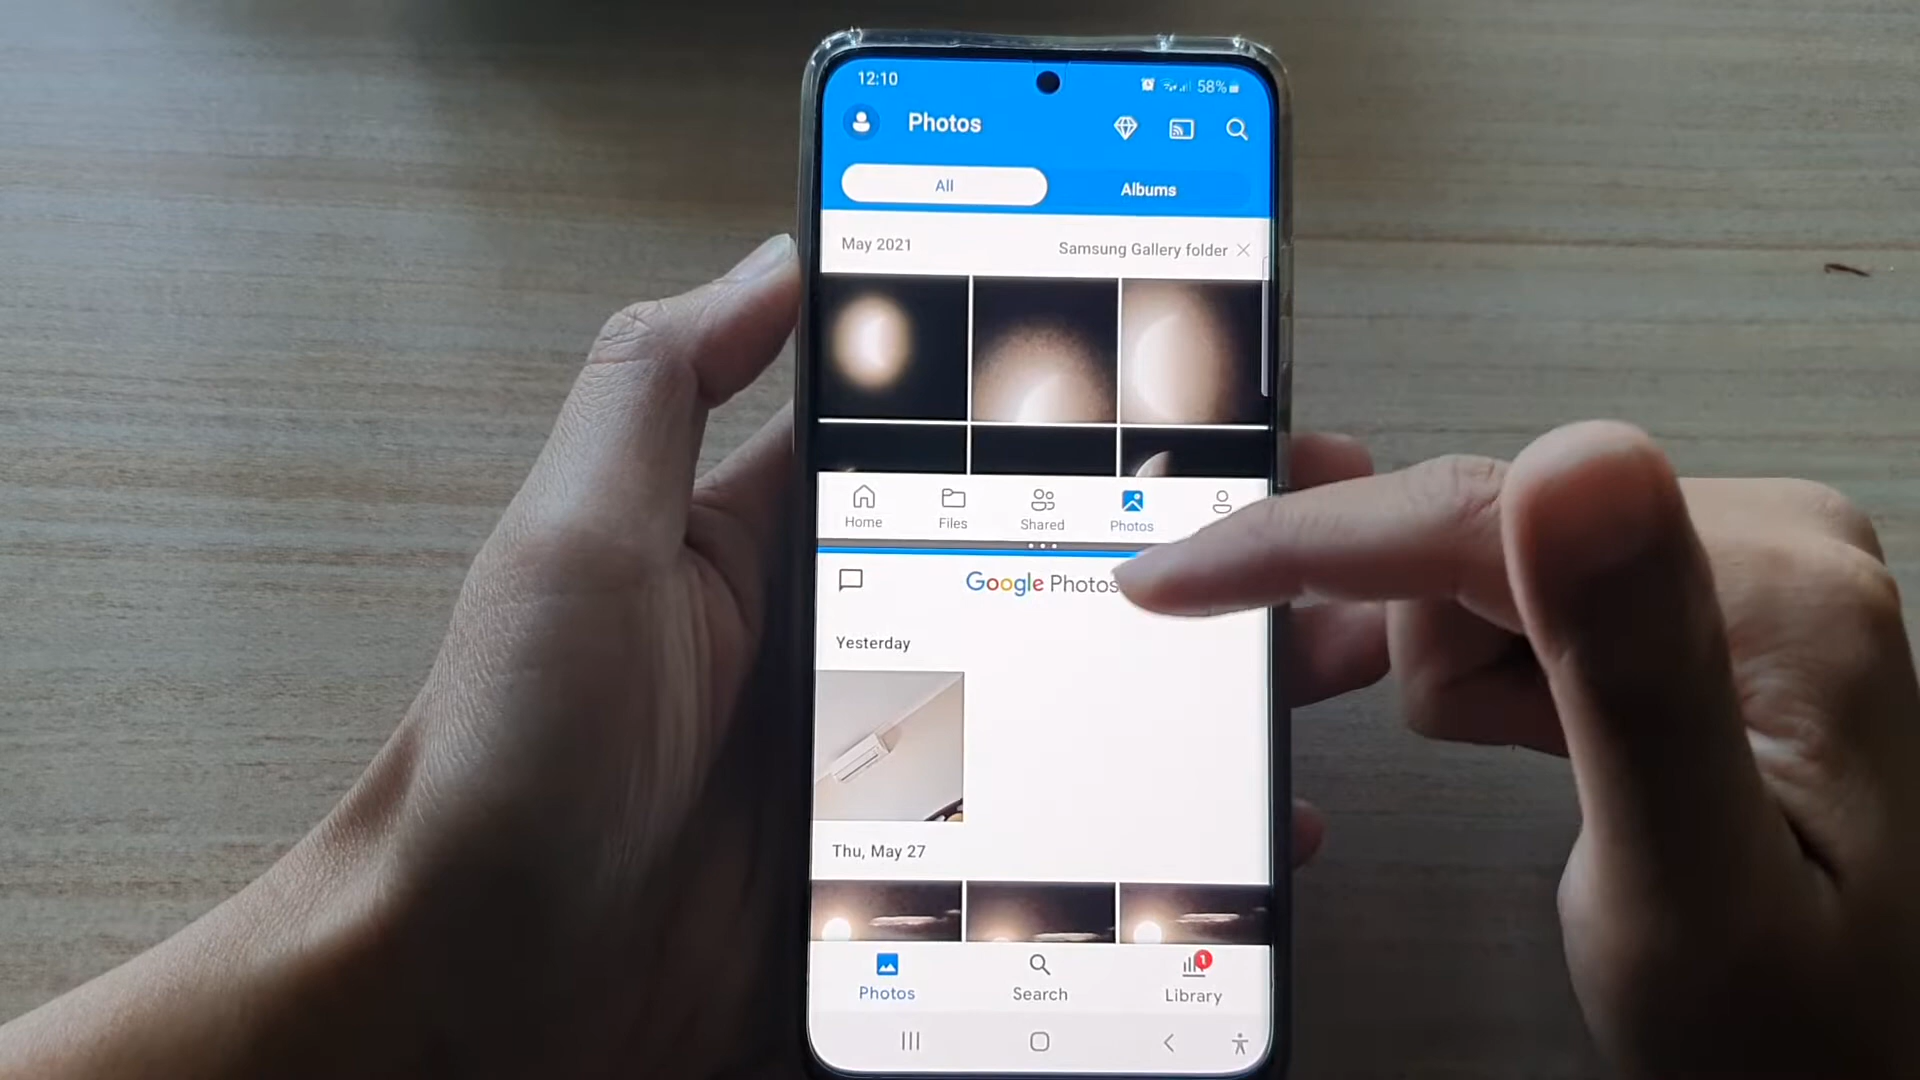 12:10
58%
Photos
All
Albums
May 2021
Samsung Gallery folder
Home
Files
Shared
Photos
Google Photos
Yesterday
Thu, May 27
1
Photos
Search
Library